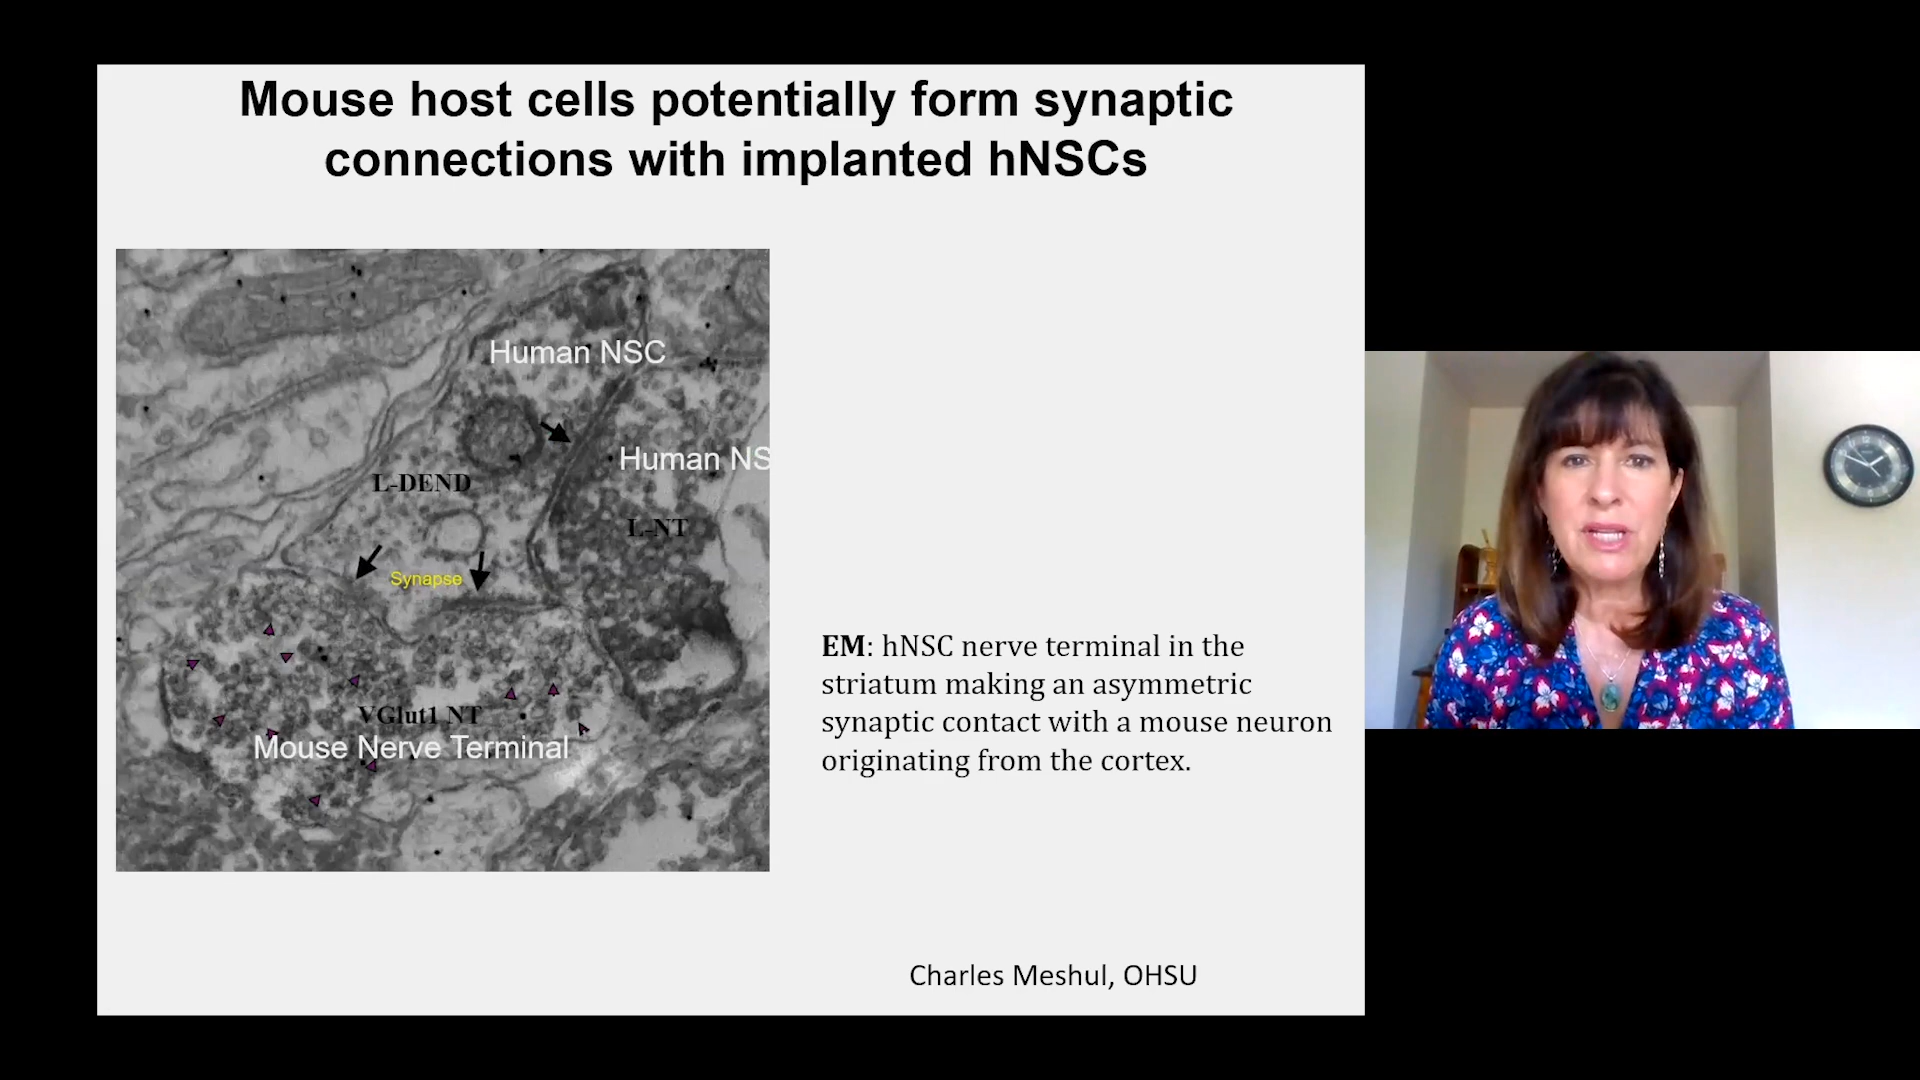 Mouse host cells potentially form synaptic
connections with implanted hNSCs
Human NSC
Human NS
L-DEND
L-NT
Synapse
VGlut1 NT
Mouse Nerve Terminal
EM: hNSC nerve terminal in the
striatum making an asymmetric
synaptic contact with a mouse neuron
originating from the cortex.
Charles Meshul, OHSU